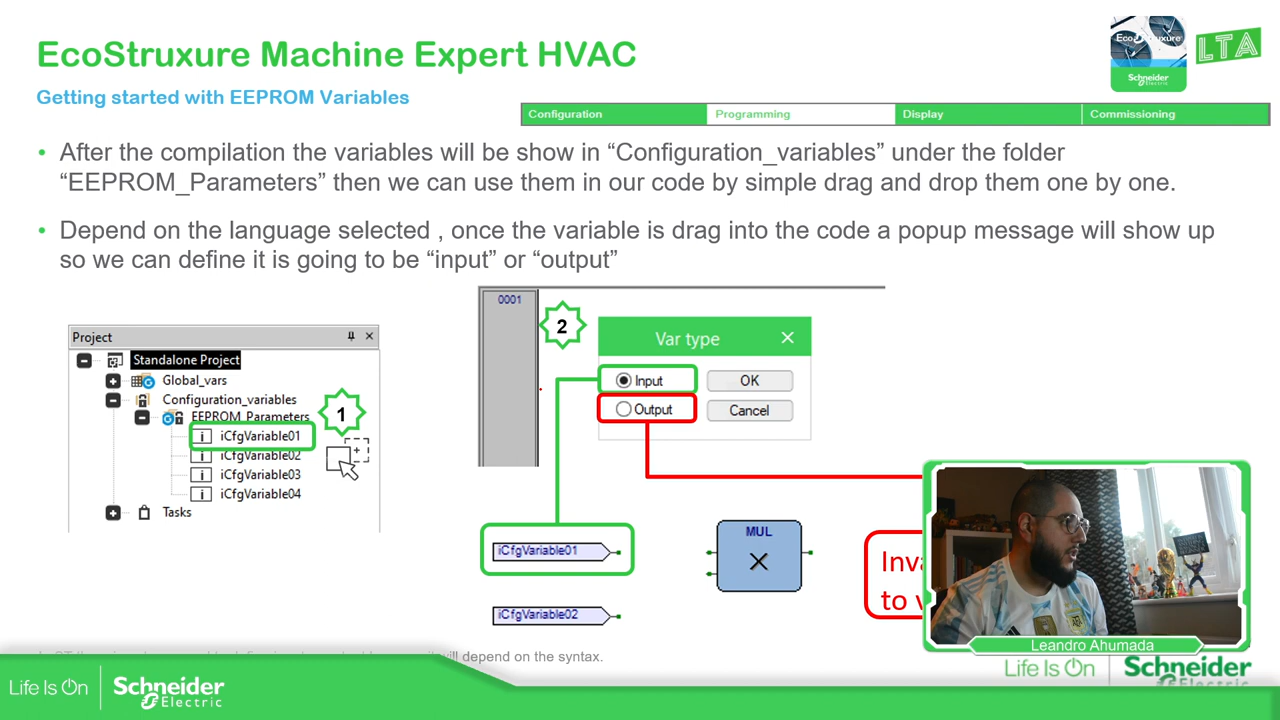 EcoStruxure Machine Expert HVAC
EcoStruxure
Schneider
Electric
LTA
Getting started with EEPROM Variables
Configuration
Programming
Display
Commissioning
• After the compilation the variables will be show in “Configuration_variables” under the folder
“EEPROM_Parameters” then we can use them in our code by simple drag and drop them one by one.
• Depend on the language selected , once the variable is drag into the code a popup message will show up
so we can define it is going to be “input” or “output”
Project
Standalone Project
Global_vars
Configuration_variables
EEPROM_Parameters
iCfgVariable01
iCfgVariable02
iCfgVariable03
iCfgVariable04
Tasks
1
0001
2
Var type
Input
OK
Output
Cancel
iCfgVariable01
iCfgVariable02
MUL
to
Leandro Ahumada
will depend on the syntax.
Life Is On
Schneider
Electric
Life Is On
Schneider
Electric